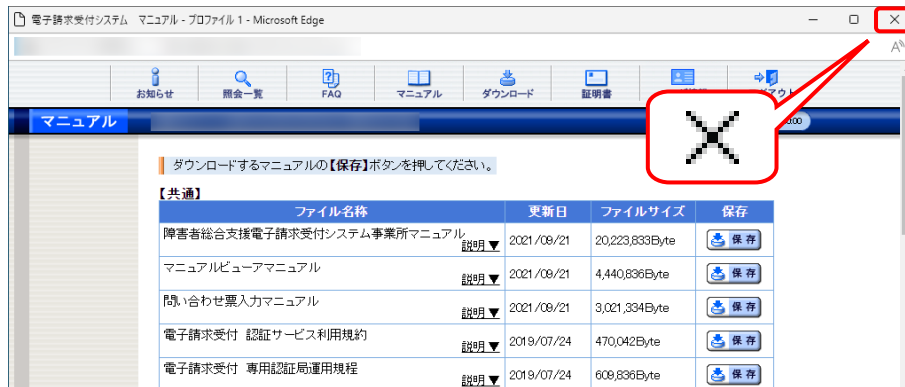 電子請求受付システム マニュアル - プロファイル 1 - Microsoft Edge
お知らせ 照会一覧 FAQ マニュアル ダウンロード 証明書
マニュアル
ダウンロードするマニュアルの【保存】ボタンを押してください。
【共通】
ファイル名称 更新日 ファイルサイズ 保存
障害者総合支援電子請求受付システム事業所マニュアル 説明▼ 2021/09/21 20,223,833Byte 保存
マニュアルビューアマニュアル 説明▼ 2021/09/21 4,440,836Byte 保存
問い合わせ票入力マニュアル 説明▼ 2021/09/21 3,021,334Byte 保存
電子請求受付 認証サービス利用規約 説明▼ 2019/07/24 470,042Byte 保存
電子請求受付 専用認証局運用規程 説明▼ 2019/07/24 609,836Byte 保存